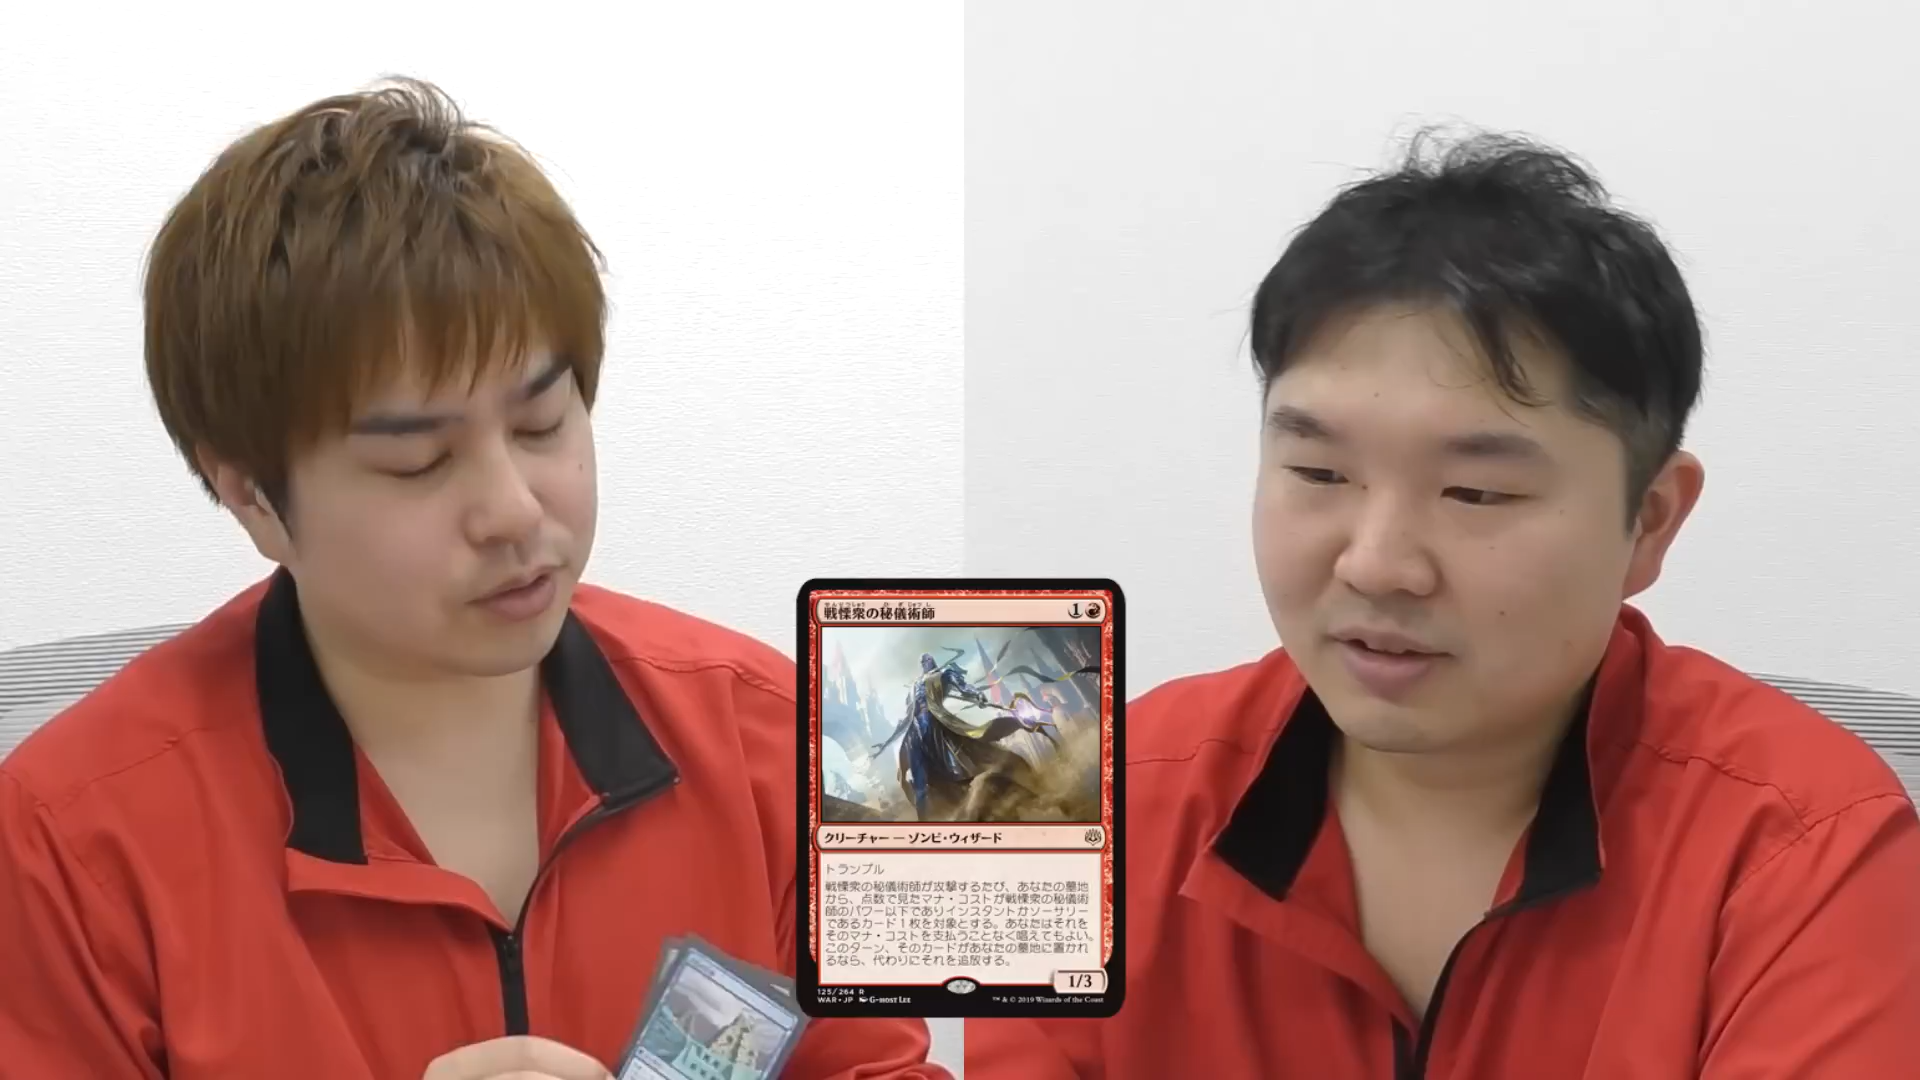 戦慄衆の秘儀術師 1
クリーチャー — ゾンビ・ウィザード
トランプル
戦慄衆の秘儀術師が攻撃するたび、あなたの墓地
から、点数で見たマナ・コストが戦慄衆の秘儀術
師のパワー以下でありインスタントかソーサリー
であるカード1枚を対象とする。あなたはそれを
そのマナ・コストを支払うことなく唱えてもよい。
このターン、そのカードがあなたの墓地に置かれ
るなら、代わりにそれを追放する。
1/3
125/264 R
WAR • JP G-HOST LEE
™ & © 2019 Wizards of the Coast